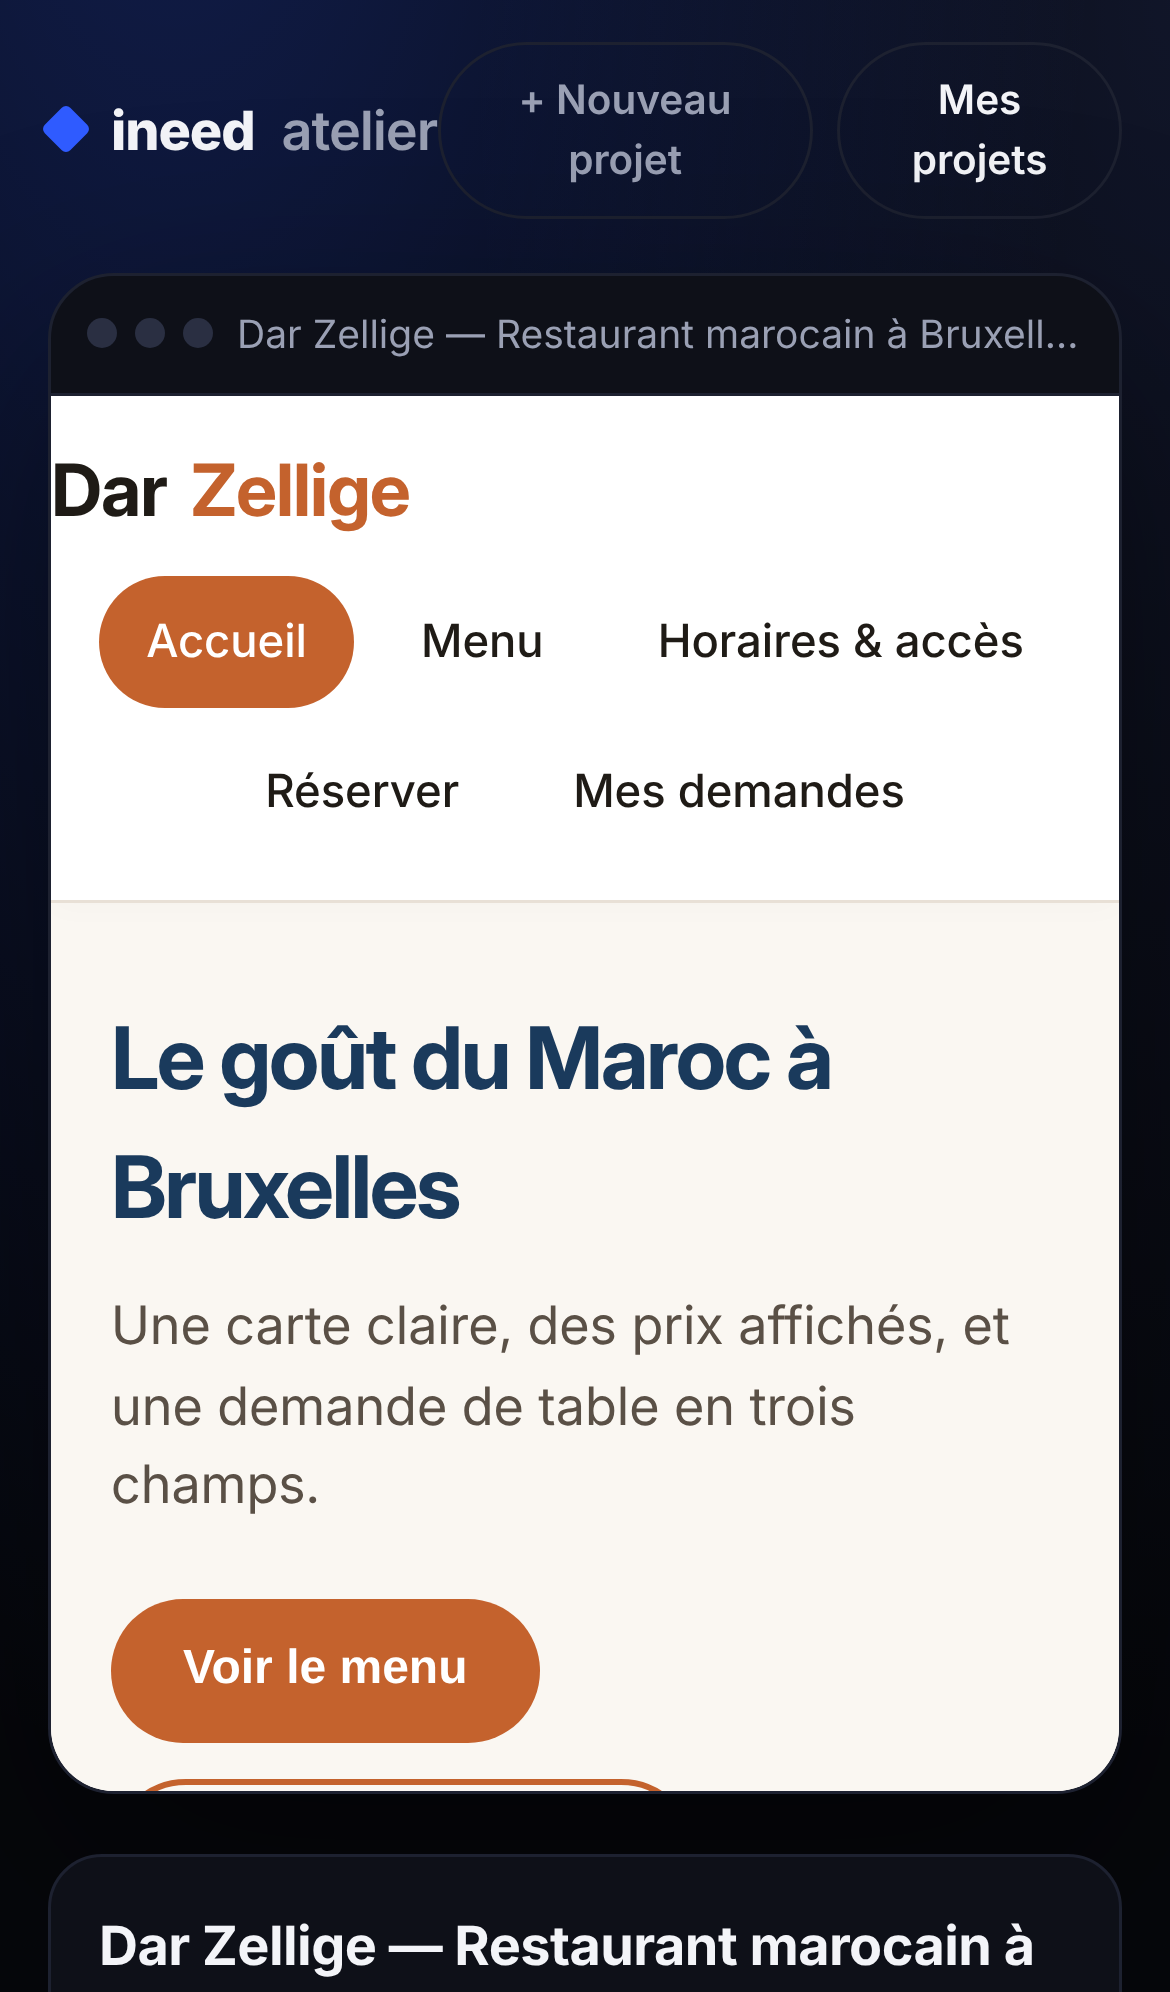 ineed atelier
+ Nouveau projet
Mes projets
Dar Zellige — Restaurant marocain à Bruxell...
Dar Zellige
Accueil
Menu
Horaires & accès
Réserver
Mes demandes
Le goût du Maroc à
Bruxelles
Une carte claire, des prix affichés, et
une demande de table en trois
champs.
Voir le menu
Dar Zellige — Restaurant marocain à